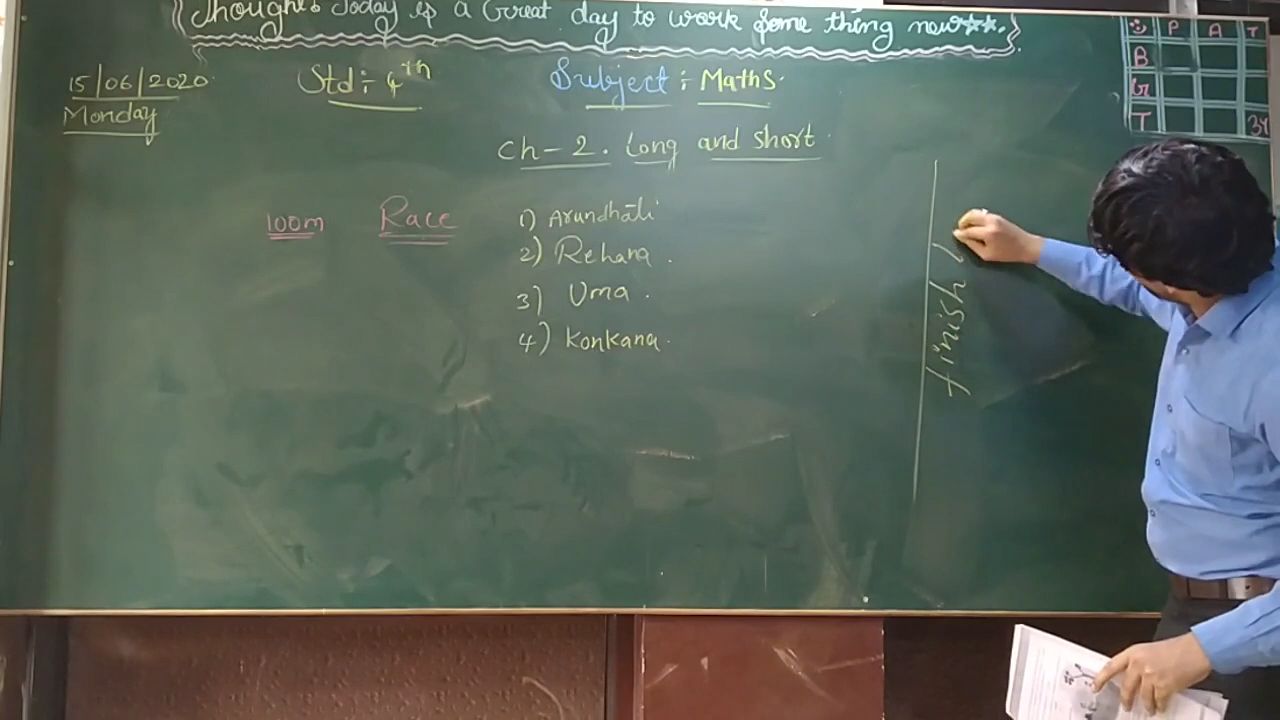 Thought: Today is a Great day to work some thing new**.
P A T
B
G
T 34
15/06/2020
Monday
Std:- 4th
Subject: Maths.
Ch-2. Long and short.
100m Race
1) Arundhati
2) Rehana.
3) Uma.
4) Konkana.
finish l